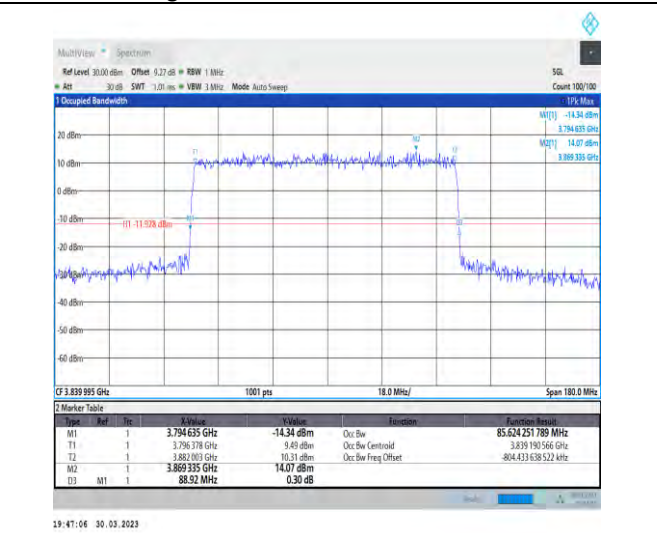 MultiView Spectrum
Ref Level 30.00 dBm Offset 9.27 dB RBW 1 MHz SGL
Att 30 dB SWT 1.01 ms VBW 3 MHz Mode Auto Sweep Count 100/100
1 Occupied Bandwidth 1Pk Max
M1[1] -14.34 dBm
3.794 635 GHz
M2[1] 14.07 dBm
3.869 335 GHz
20 dBm
M2
T1 T2
10 dBm
0 dBm
-10 dBm
H1 -11.928 dBm
-20 dBm
-30 dBm
-40 dBm
-50 dBm
-60 dBm
CF 3.839 995 GHz 1001 pts 18.0 MHz/ Span 180.0 MHz
2 Marker Table
Type Ref Trc X-Value Y-Value Function Function Result
M1 1 3.794 635 GHz -14.34 dBm Occ Bw 85.624 251 789 MHz
T1 1 3.796 378 GHz 9.49 dBm Occ Bw Centroid 3.839 190 566 GHz
T2 1 3.882 003 GHz 10.31 dBm Occ Bw Freq Offset -804.433 638 522 kHz
M2 1 3.869 335 GHz 14.07 dBm
D3 M1 1 88.92 MHz 0.30 dB
19:47:06 30.03.2023